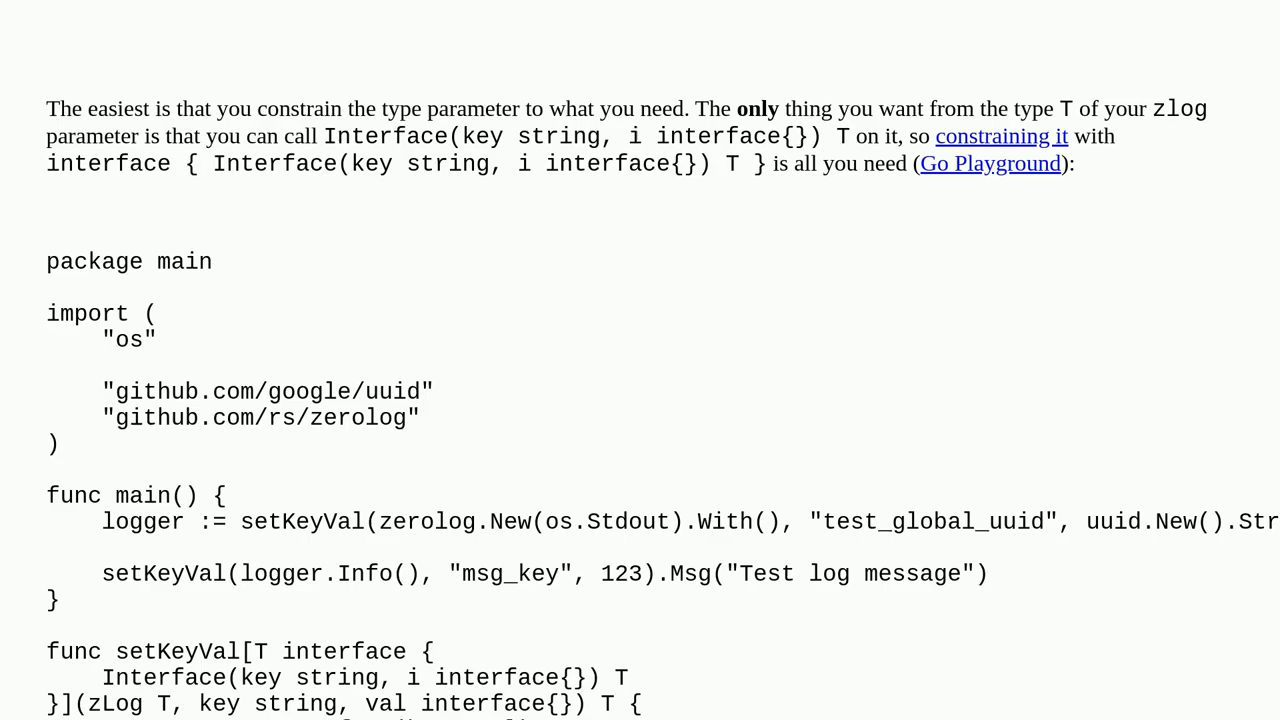 The easiest is that you constrain the type parameter to what you need. The only thing you want from the type T of your zlog
parameter is that you can call Interface(key string, i interface{}) T on it, so constraining it with
interface { Interface(key string, i interface{}) T } is all you need (Go Playground):
package main
import (
    "os"
    "github.com/google/uuid"
    "github.com/rs/zerolog"
)
func main() {
    logger := setKeyVal(zerolog.New(os.Stdout).With(), "test_global_uuid", uuid.New().Str
    setKeyVal(logger.Info(), "msg_key", 123).Msg("Test log message")
}
func setKeyVal[T interface {
    Interface(key string, i interface{}) T
}](zLog T, key string, val interface{}) T {